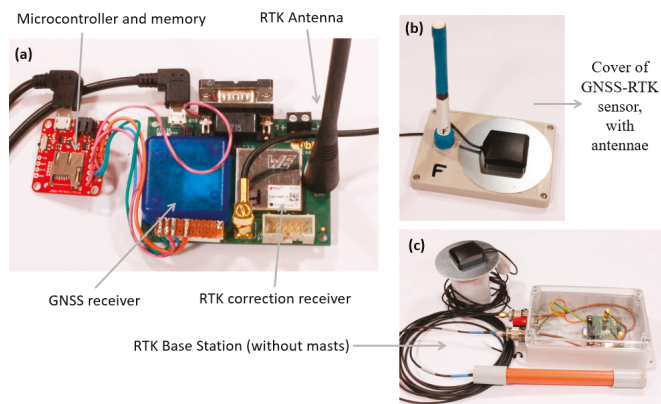 Microcontroller and memory
RTK Antenna
(a)
GNSS receiver
RTK correction receiver
(b)
Cover of
GNSS-RTK
sensor,
with
antennae
F
(c)
RTK Base Station (without masts)